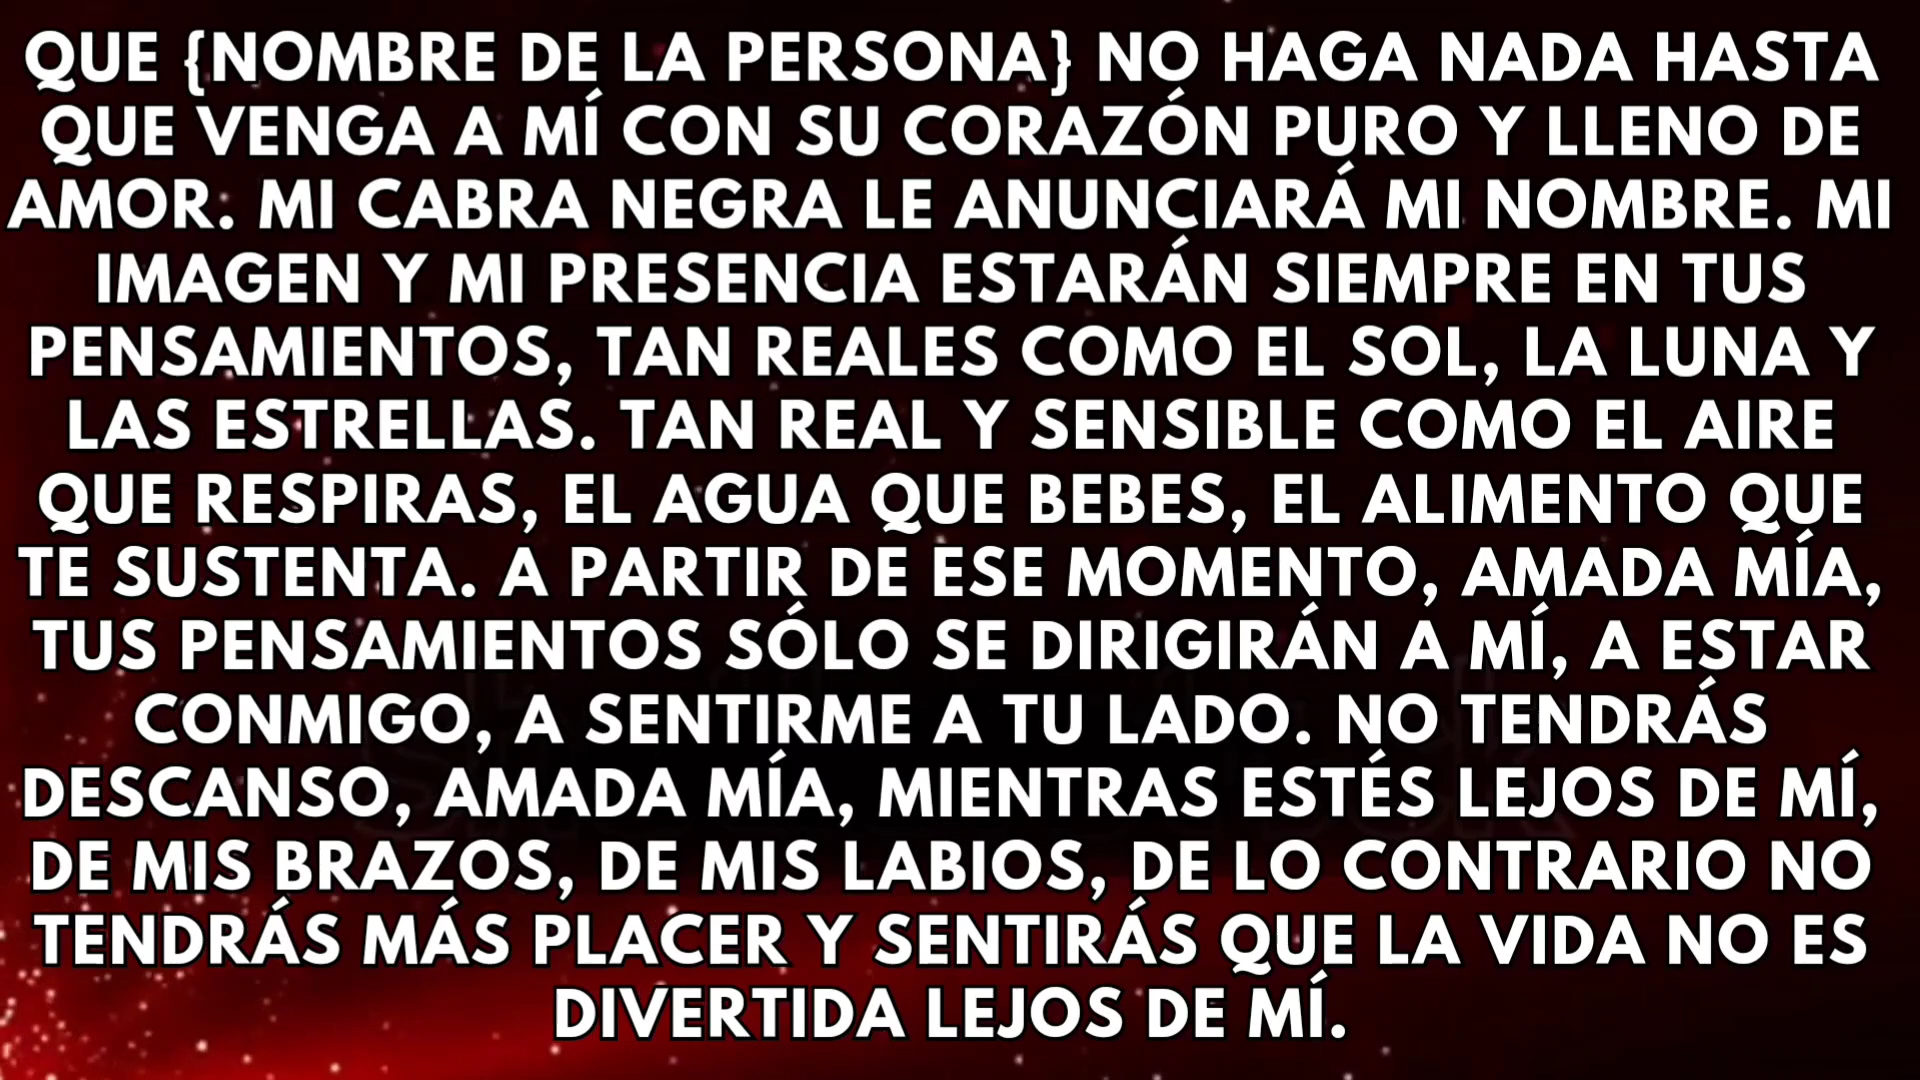 QUE {NOMBRE DE LA PERSONA} NO HAGA NADA HASTA
QUE VENGA A MÍ CON SU CORAZÓN PURO Y LLENO DE
AMOR. MI CABRA NEGRA LE ANUNCIARÁ MI NOMBRE. MI
IMAGEN Y MI PRESENCIA ESTARÁN SIEMPRE EN TUS
PENSAMIENTOS, TAN REALES COMO EL SOL, LA LUNA Y
LAS ESTRELLAS. TAN REAL Y SENSIBLE COMO EL AIRE
QUE RESPIRAS, EL AGUA QUE BEBES, EL ALIMENTO QUE
TE SUSTENTA. A PARTIR DE ESE MOMENTO, AMADA MÍA,
TUS PENSAMIENTOS SÓLO SE DIRIGIRÁN A MÍ, A ESTAR
CONMIGO, A SENTIRME A TU LADO. NO TENDRÁS
DESCANSO, AMADA MÍA, MIENTRAS ESTÉS LEJOS DE MÍ,
DE MIS BRAZOS, DE MIS LABIOS, DE LO CONTRARIO NO
TENDRÁS MÁS PLACER Y SENTIRÁS QUE LA VIDA NO ES
DIVERTIDA LEJOS DE MÍ.